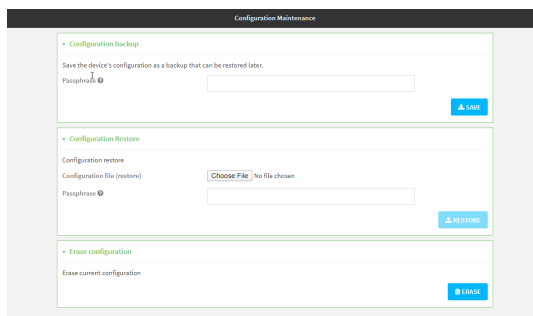 Configuration Maintenance
Configuration backup
Save the device's configuration as a backup that can be restored later.
Passphrase
SAVE
Configuration Restore
Configuration restore
Configuration file (restore)
Choose File No file chosen
Passphrase
RESTORE
Erase configuration
Erase current configuration
ERASE